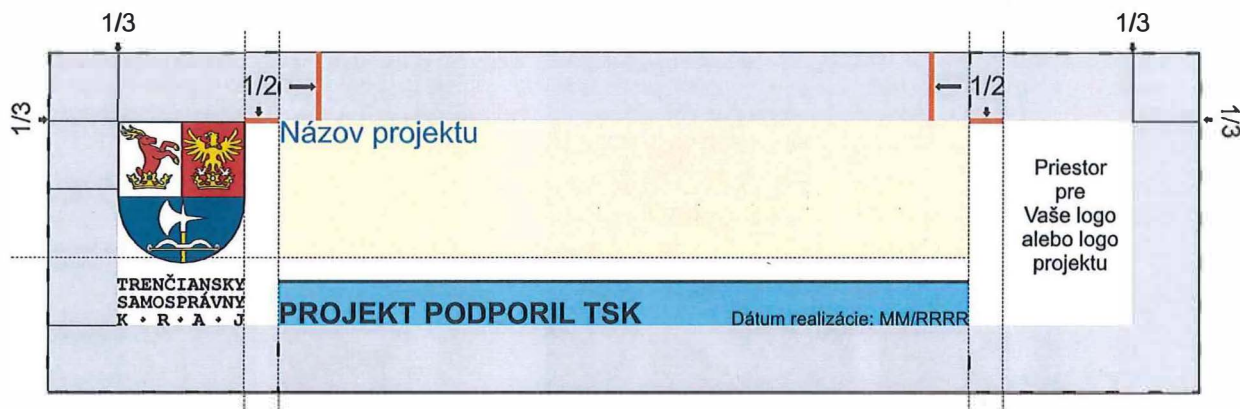 1/3
1/3
1/2
1/2
1/3
1/3
Názov projektu
Priestor
pre
Vaše logo
alebo logo
projektu
TRENČIANSKY
SAMOSPRÁVNY
K · R · A · J
PROJEKT PODPORIL TSK
Dátum realizácie: MM/RRRR